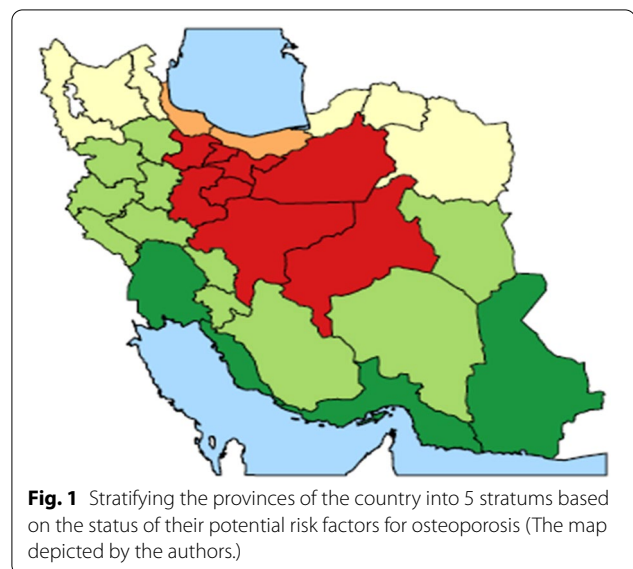 Fig. 1 Stratifying the provinces of the country into 5 stratums based
on the status of their potential risk factors for osteoporosis (The map
depicted by the authors.)